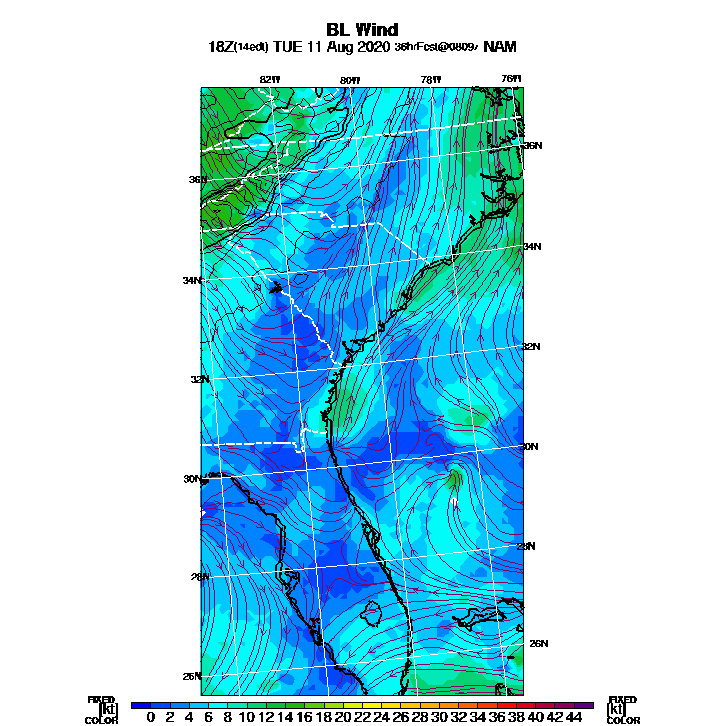 BL Wind
18Z(14edt) TUE 11 Aug 2020 36hrFcst@0809z NAM
82W 80W 78W 76W
36N
36N
34N
34N
32N
32N
30N
30N
28N
28N
26N
26N
FIXED FIXED
[kt] 0 2 4 6 8 10 12 14 16 18 20 22 24 26 28 30 32 34 36 38 40 42 44 [kt]
COLOR COLOR